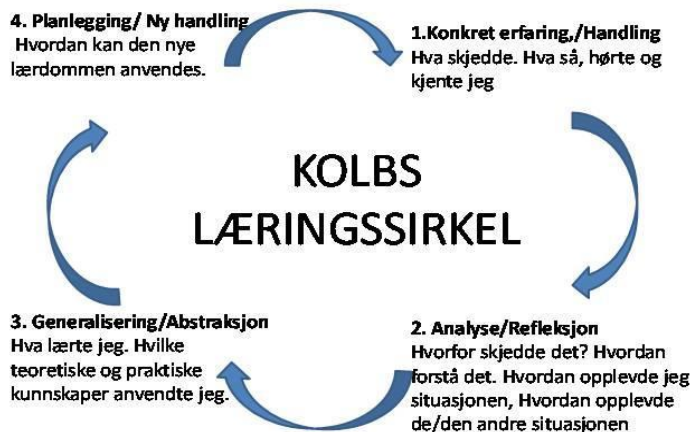 4. Planlegging/ Ny handling
Hvordan kan den nye
lærdommen anvendes.
1.Konkret erfaring,/Handling
Hva skjedde. Hva så, hørte og
kjente jeg
KOLBS
LÆRINGSSIRKEL
3. Generalisering/Abstraksjon
Hva lærte jeg. Hvilke
teoretiske og praktiske
kunnskaper anvendte jeg.
2. Analyse/Refleksjon
Hvorfor skjedde det? Hvordan
forstå det. Hvordan opplevde jeg
situasjonen, Hvordan opplevde
de/den andre situasjonen